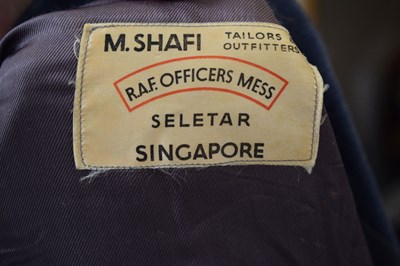 M. SHAFI TAILORS &
OUTFITTERS
R.A.F. OFFICERS MESS
SELETAR
SINGAPORE